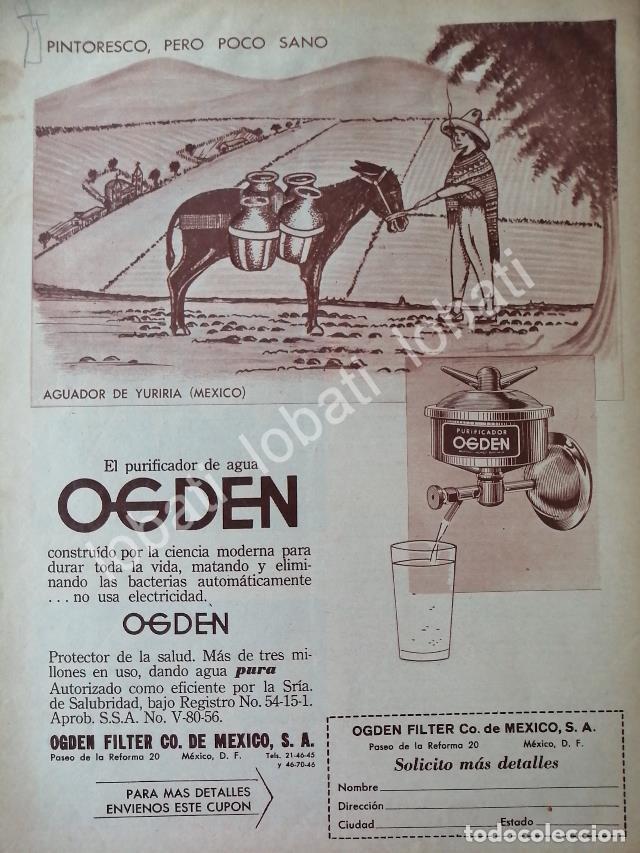 PINTORESCO, PERO POCO SANO
AGUADOR DE YURIRIA (MEXICO)
PURIFICADOR
OGDEN
El purificador de agua
OGDEN
construído por la ciencia moderna para
durar toda la vida, matando y elimi-
nando las bacterias automáticamente
. . . no usa electricidad.
OGDEN
Protector de la salud. Más de tres mi-
llones en uso, dando agua pura
Autorizado como eficiente por la Sría.
de Salubridad, bajo Registro No. 54-15-1.
Aprob. S.S.A. No. V-80-56.
OGDEN FILTER CO. DE MEXICO, S. A.
Paseo de la Reforma 20 México, D. F. Tels. 21-46-45
y 46-70-46
PARA MAS DETALLES
ENVIENOS ESTE CUPON
OGDEN FILTER Co. de MEXICO, S. A.
Paseo de la Reforma 20 México, D. F.
Solicito más detalles
Nombre
Dirección
Ciudad Estado
lobati lobati lobati lobati
todocoleccion